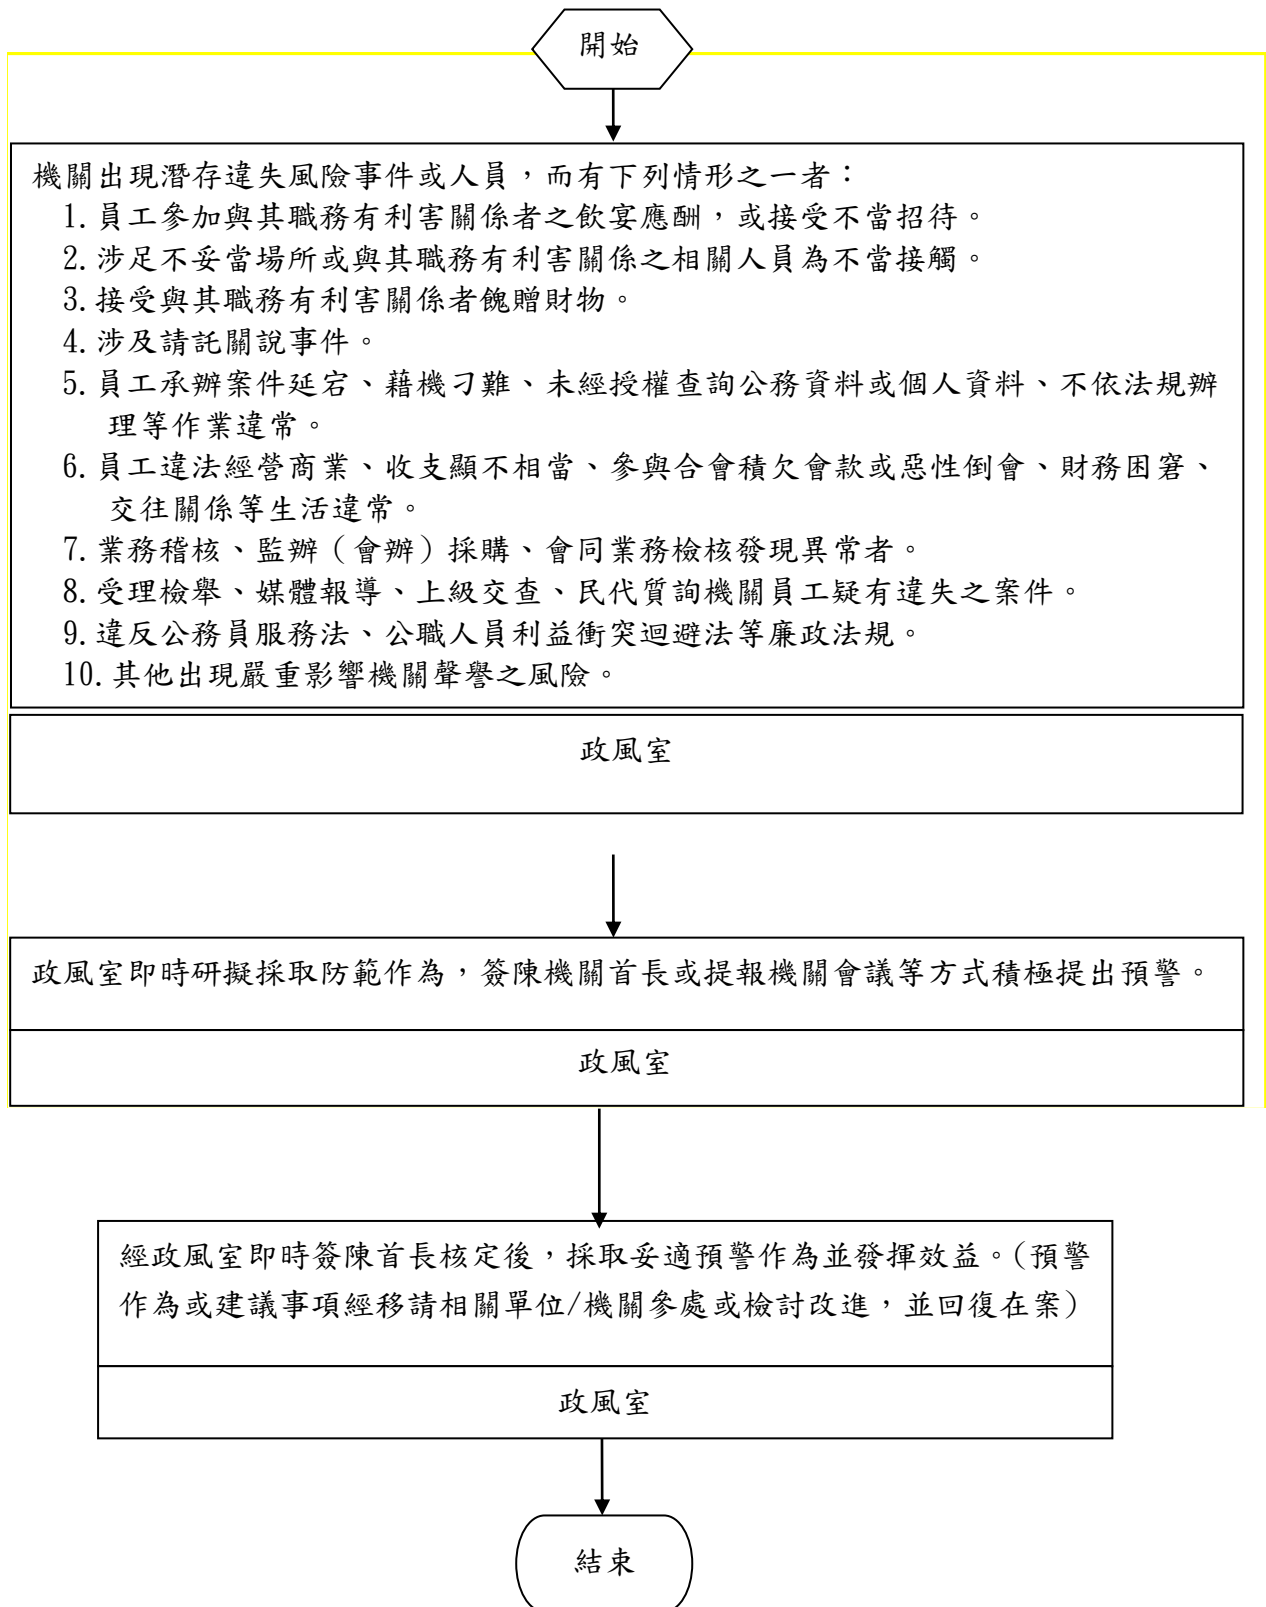 開始
機關出現潛存違失風險事件或人員，而有下列情形之一者：
1.員工參加與其職務有利害關係者之飲宴應酬，或接受不當招待。
2.涉足不妥當場所或與其職務有利害關係之相關人員為不當接觸。
3.接受與其職務有利害關係者餽贈財物。
4.涉及請託關說事件。
5.員工承辦案件延宕、藉機刁難、未經授權查詢公務資料或個人資料、不依法規辦
理等作業違常。
6.員工違法經營商業、收支顯不相當、參與合會積欠會款或惡性倒會、財務困窘、
交往關係等生活違常。
7.業務稽核、監辦（會辦）採購、會同業務檢核發現異常者。
8.受理檢舉、媒體報導、上級交查、民代質詢機關員工疑有違失之案件。
9.違反公務員服務法、公職人員利益衝突迴避法等廉政法規。
10.其他出現嚴重影響機關聲譽之風險。
政風室
政風室即時研擬採取防範作為，簽陳機關首長或提報機關會議等方式積極提出預警。
政風室
經政風室即時簽陳首長核定後，採取妥適預警作為並發揮效益。(預警
作為或建議事項經移請相關單位/機關參處或檢討改進，並回復在案)
政風室
結束